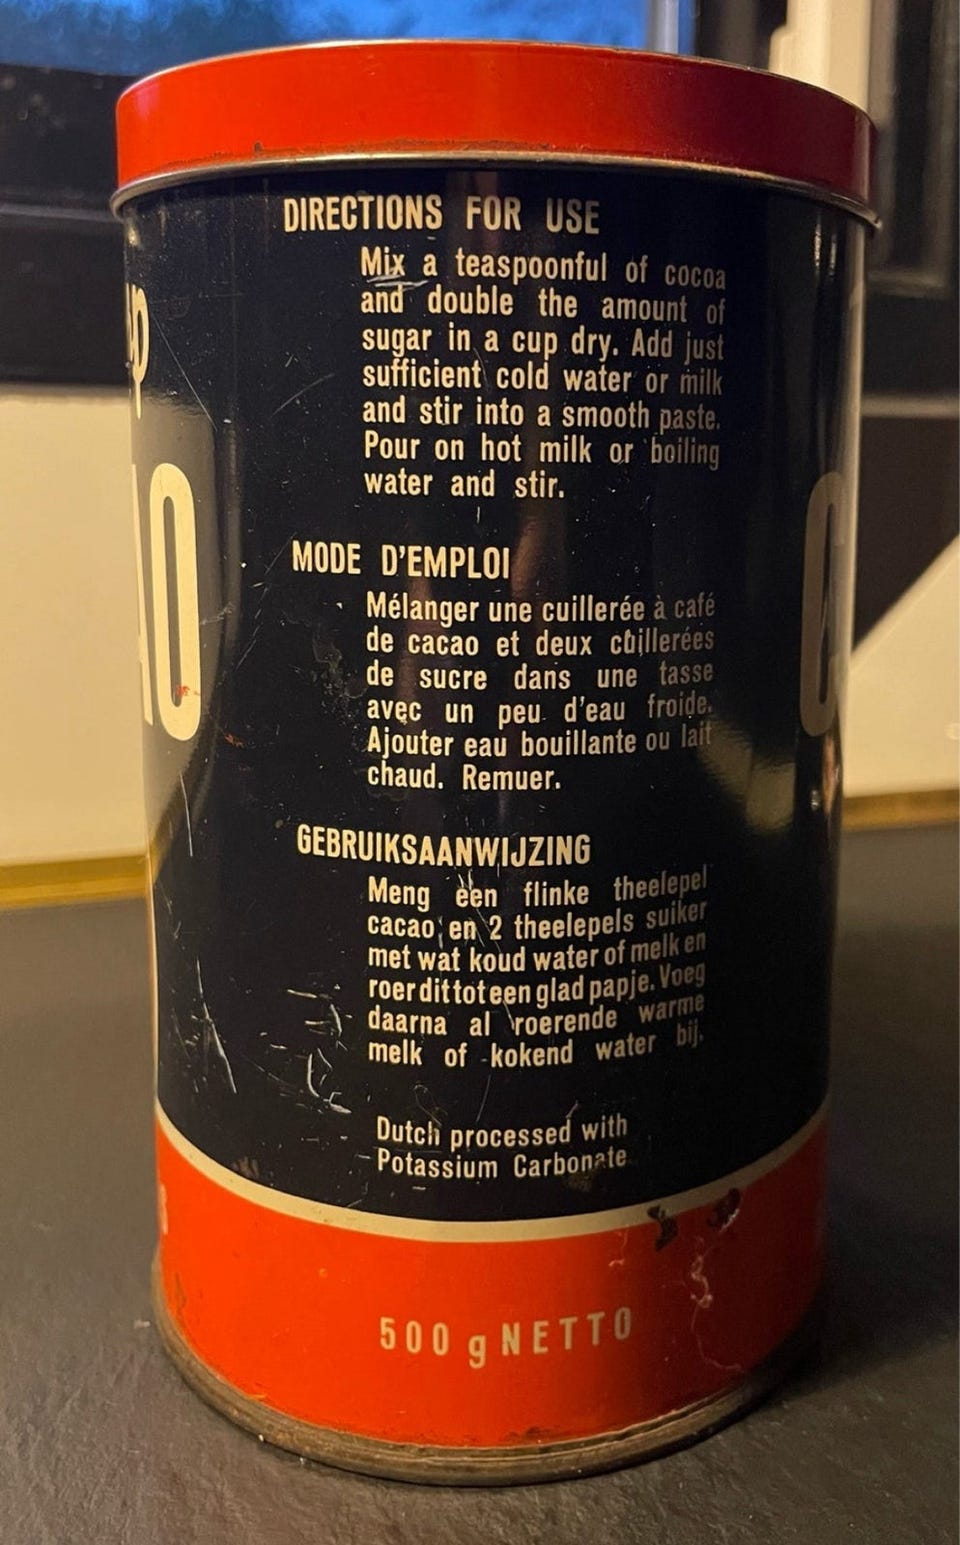 DIRECTIONS FOR USE
Mix a teaspoonful of cocoa
and double the amount of
sugar in a cup dry. Add just
sufficient cold water or milk
and stir into a smooth paste.
Pour on hot milk or boiling
water and stir.
MODE D'EMPLOI
Mélanger une cuillerée à café
de cacao et deux cuillerées
de sucre dans une tasse
avec un peu d'eau froide.
Ajouter eau bouillante ou lait
chaud. Remuer.
GEBRUIKSAANWIJZING
Meng een flinke theelepel
cacao en 2 theelepels suiker
met wat koud water of melk en
roer dit tot een glad papje. Voeg
daarna al roerende warme
melk of kokend water bij.
Dutch processed with
Potassium Carbonate
500 g NETTO